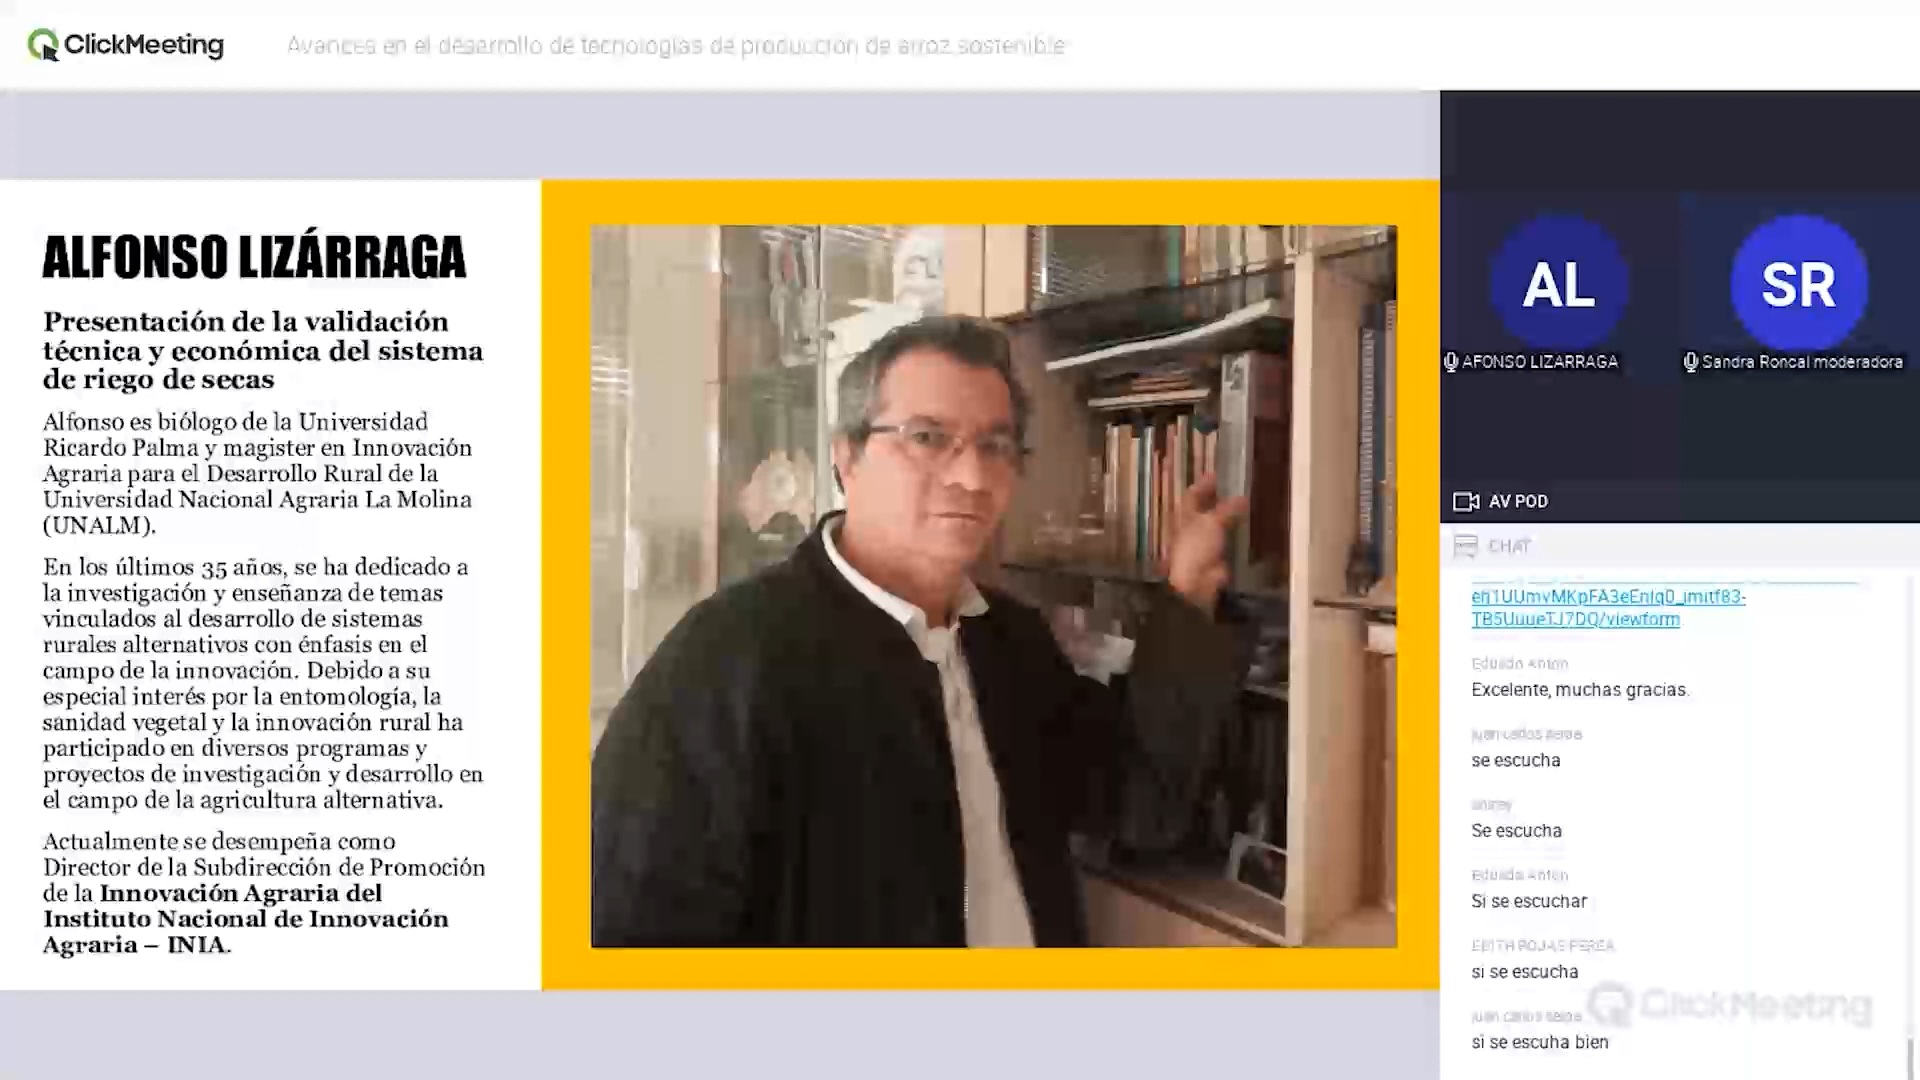 ClickMeeting
Avances en el desarrollo de tecnologías de producción de arroz sostenible
ALFONSO LIZÁRRAGA
Presentación de la validación
técnica y económica del sistema
de riego de secas
Alfonso es biólogo de la Universidad
Ricardo Palma y magister en Innovación
Agraria para el Desarrollo Rural de la
Universidad Nacional Agraria La Molina
(UNALM).
En los últimos 35 años, se ha dedicado a
la investigación y enseñanza de temas
vinculados al desarrollo de sistemas
rurales alternativos con énfasis en el
campo de la innovación. Debido a su
especial interés por la entomología, la
sanidad vegetal y la innovación rural ha
participado en diversos programas y
proyectos de investigación y desarrollo en
el campo de la agricultura alternativa.
Actualmente se desempeña como
Director de la Subdirección de Promoción
de la Innovación Agraria del
Instituto Nacional de Innovación
Agraria – INIA.
AL
SR
AFONSO LIZARRAGA
Sandra Roncal moderadora
AV POD
CHAT
Eduardo Anton
Excelente, muchas gracias.
juan carlos
se escucha
Se escucha
Eduardo Anton
Si se escuchar
EDITH ROJAS PEREA
si se escucha
juan carlos
si se escuha bien
ClickMeeting